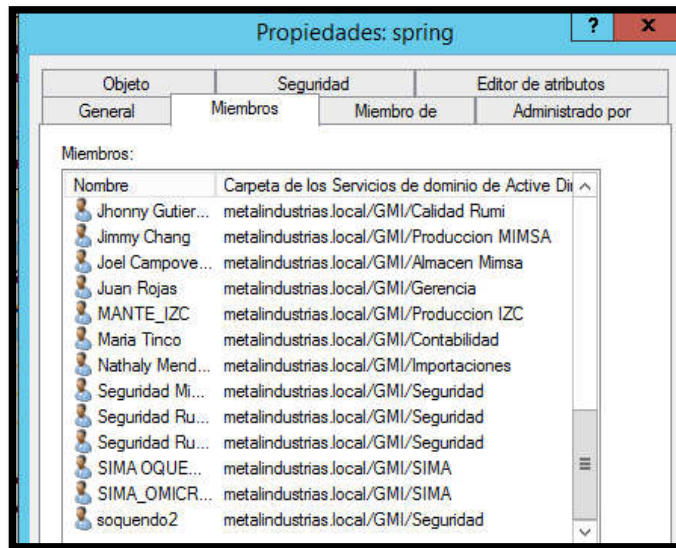 Propiedades: spring
?
x
Objeto
Seguridad
Editor de atributos
General
Miembros
Miembro de
Administrado por
Miembros:
Nombre Carpeta de los Servicios de dominio de Active Dir
Jhonny Gutier... metalindustrias.local/GMI/Calidad Rumi
Jimmy Chang metalindustrias.local/GMI/Produccion MIMSA
Joel Campove... metalindustrias.local/GMI/Almacen Mimsa
Juan Rojas metalindustrias.local/GMI/Gerencia
MANTE_IZC metalindustrias.local/GMI/Produccion IZC
Maria Tinco metalindustrias.local/GMI/Contabilidad
Nathaly Mend... metalindustrias.local/GMI/Importaciones
Seguridad Mi... metalindustrias.local/GMI/Seguridad
Seguridad Ru... metalindustrias.local/GMI/Seguridad
Seguridad Ru... metalindustrias.local/GMI/Seguridad
SIMA OQUE... metalindustrias.local/GMI/SIMA
SIMA_OMICR... metalindustrias.local/GMI/SIMA
soquendo2 metalindustrias.local/GMI/Seguridad